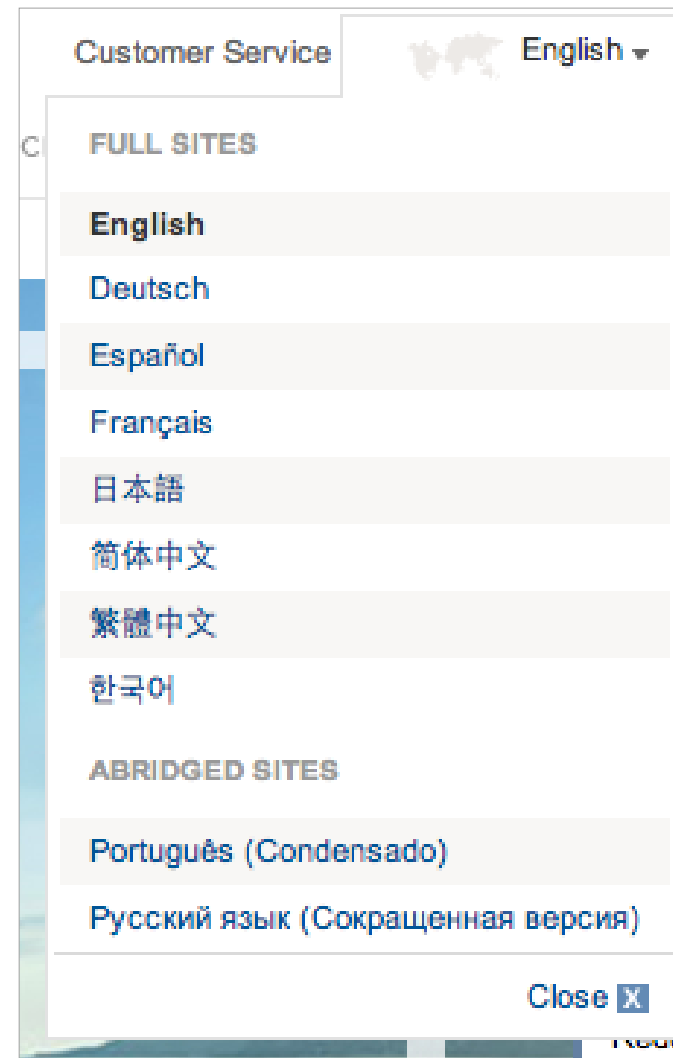 Customer Service
English
FULL SITES
English
Deutsch
Español
Français
日本語
简体中文
繁體中文
한국어
ABRIDGED SITES
Português (Condensado)
Русский язык (Сокращенная версия)
Close X